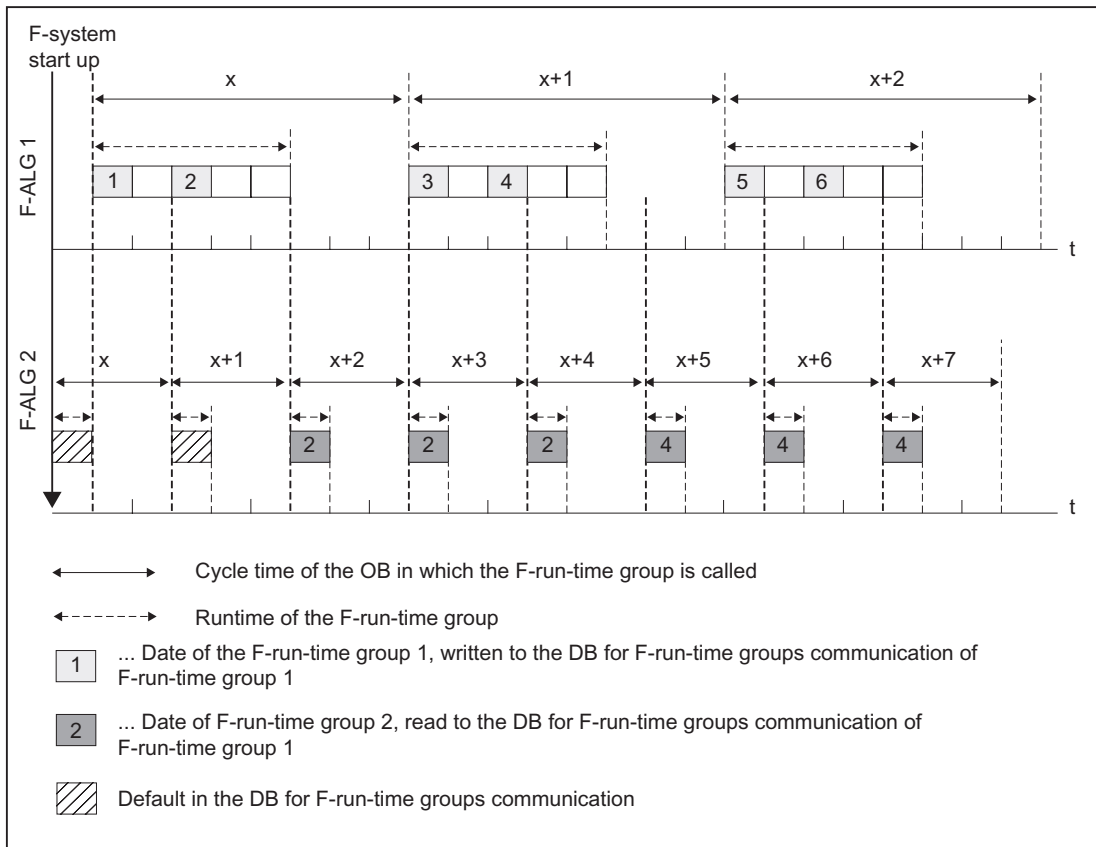 F-system
start up
x
x+1
x+2
F-ALG 1
1
2
3
4
5
6
t
x
x+1
x+2
x+3
x+4
x+5
x+6
x+7
F-ALG 2
2
2
2
4
4
4
t
Cycle time of the OB in which the F-run-time group is called
Runtime of the F-run-time group
1
... Date of the F-run-time group 1, written to the DB for F-run-time groups communication of
F-run-time group 1
2
... Date of F-run-time group 2, read to the DB for F-run-time groups communication of
F-run-time group 1
Default in the DB for F-run-time groups communication